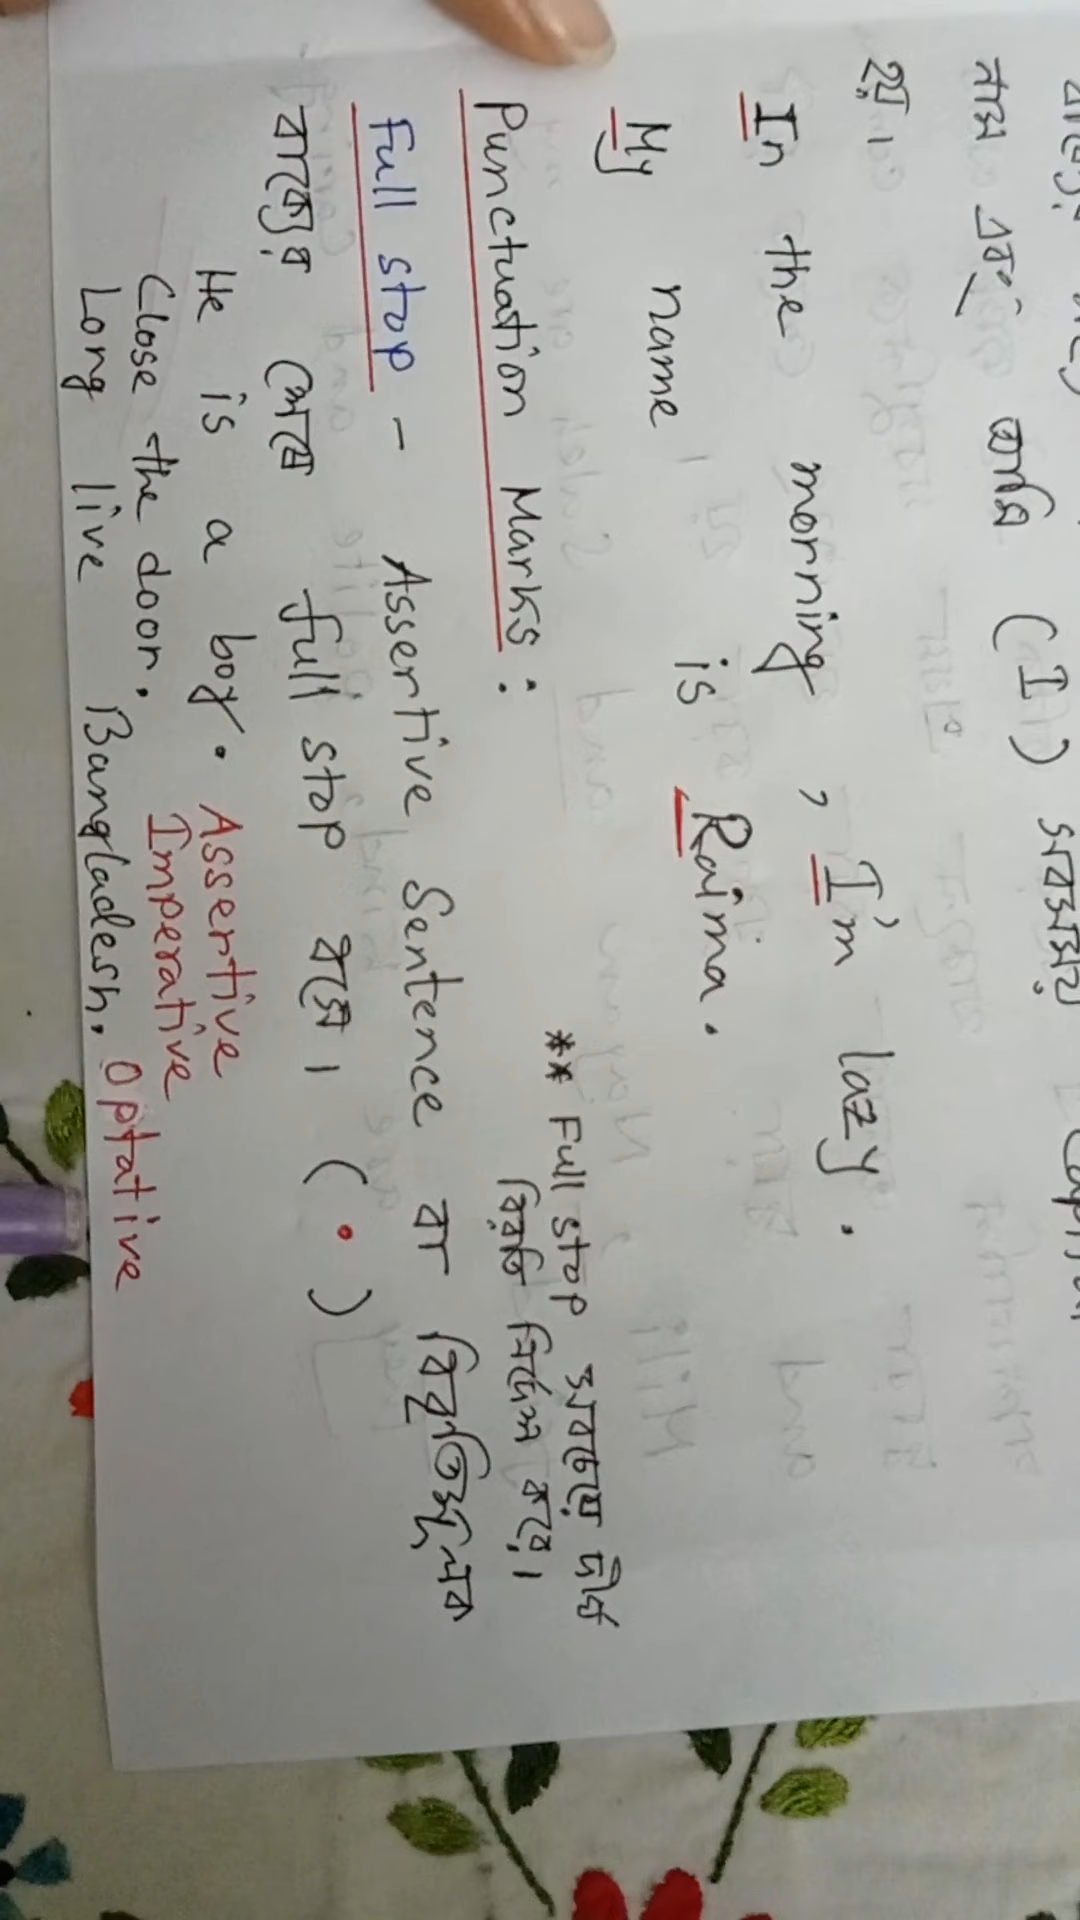 নাম এবং আমি (I) সবসময়
হয়।
In the morning, I'm lazy.
My name is Raima.
Punctuation Marks:
** Full stop সবচেয়ে দীর্ঘ
বিরতি নির্দেশ করে।
Full stop - Assertive Sentence বা বিবৃতিমূলক
বাক্যের শেষে full stop বসে। (.)
He is a boy. Assertive
Close the door. Imperative
Long live Bangladesh. Optative